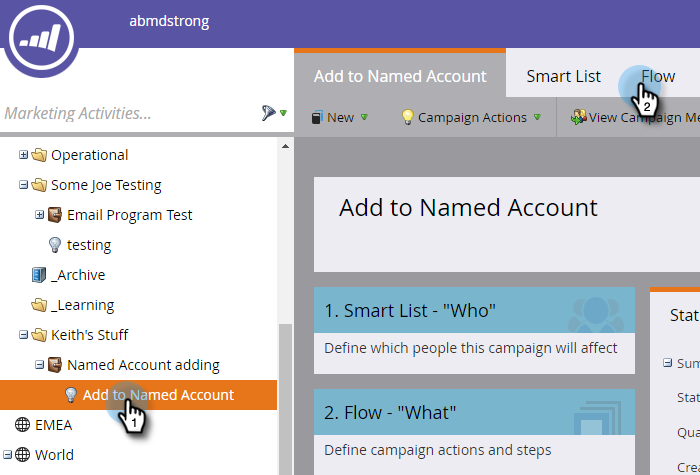 abmdstrong
Add to Named Account
Smart List
Flow
2
Marketing Activities...
New
Campaign Actions
View Campaign Me
Operational
Some Joe Testing
Email Program Test
testing
_Archive
_Learning
Keith's Stuff
Named Account adding
Add to Named Account
1
EMEA
World
Add to Named Account
1. Smart List - "Who"
Define which people this campaign will affect
2. Flow - "What"
Define campaign actions and steps
Stat
Sum
Stat
Qua
Crea